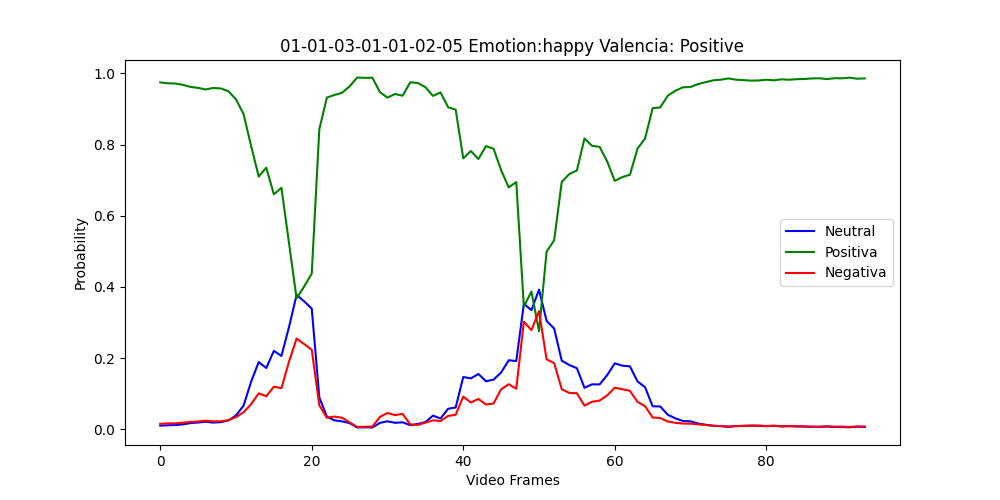 01-01-03-01-01-02-05 Emotion:happy Valencia: Positive
1.0
0.8
0.6
0.4
0.2
0.0
Probability
Neutral
Positiva
Negativa
0 20 40 60 80
Video Frames